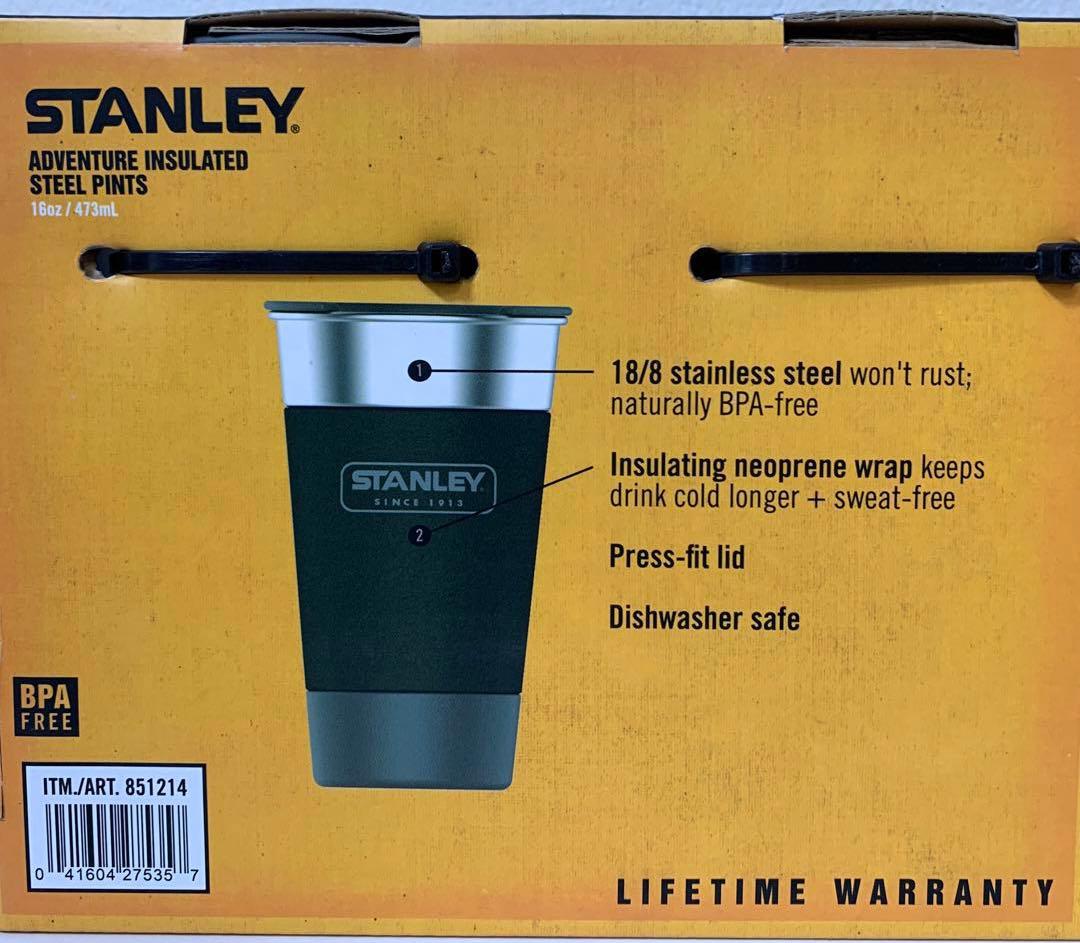 STANLEY®
ADVENTURE INSULATED
STEEL PINTS
16oz / 473mL
1
18/8 stainless steel won't rust;
naturally BPA-free
STANLEY®
SINCE 1913
2
Insulating neoprene wrap keeps
drink cold longer + sweat-free
Press-fit lid
Dishwasher safe
BPA
FREE
ITM./ART. 851214
0 41604 27535 7
LIFETIME WARRANTY